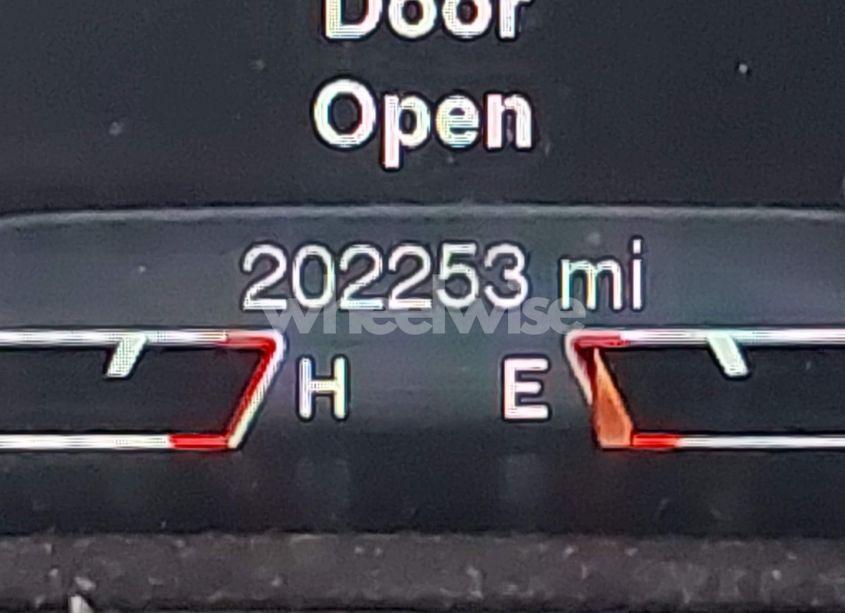 Door
Open
202253 mi
wheelwise
H E